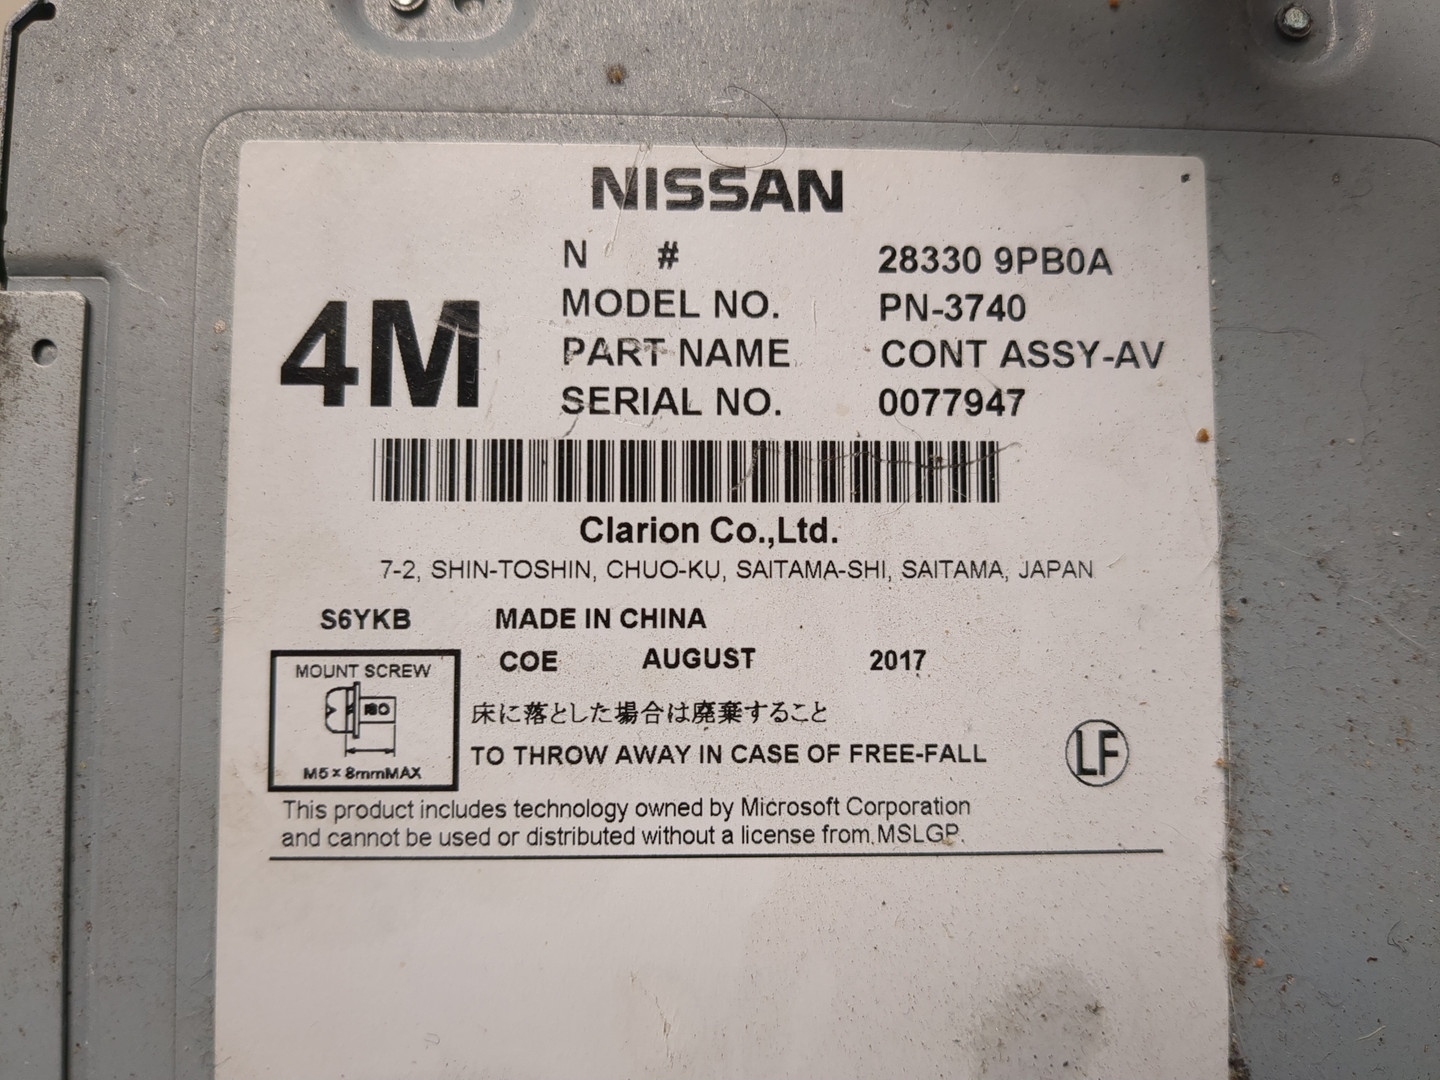 NISSAN
N # 28330 9PB0A
4M
MODEL NO. PN-3740
PART NAME CONT ASSY-AV
SERIAL NO. 0077947
Clarion Co.,Ltd.
7-2, SHIN-TOSHIN, CHUO-KU, SAITAMA-SHI, SAITAMA, JAPAN
S6YKB MADE IN CHINA
COE AUGUST 2017
MOUNT SCREW
ISO
M5 x 8mmMAX
床に落とした場合は廃棄すること
TO THROW AWAY IN CASE OF FREE-FALL
LF
This product includes technology owned by Microsoft Corporation
and cannot be used or distributed without a license from MSLGP.